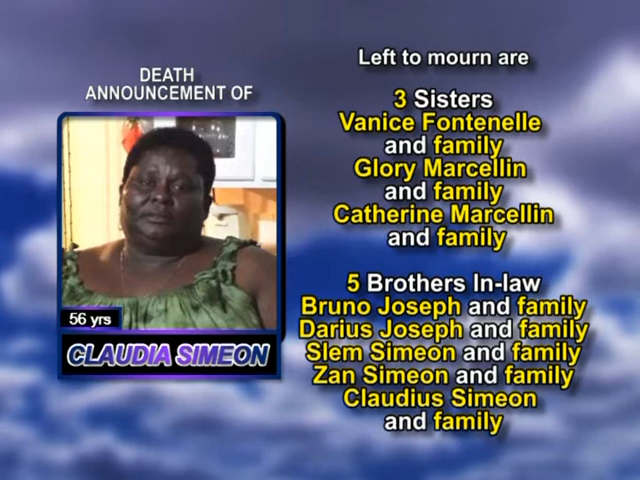 DEATH
ANNOUNCEMENT OF
56 yrs
CLAUDIA SIMEON
Left to mourn are
3 Sisters
Vanice Fontenelle
and family
Glory Marcellin
and family
Catherine Marcellin
and family
5 Brothers In-law
Bruno Joseph and family
Darius Joseph and family
Slem Simeon and family
Zan Simeon and family
Claudius Simeon
and family